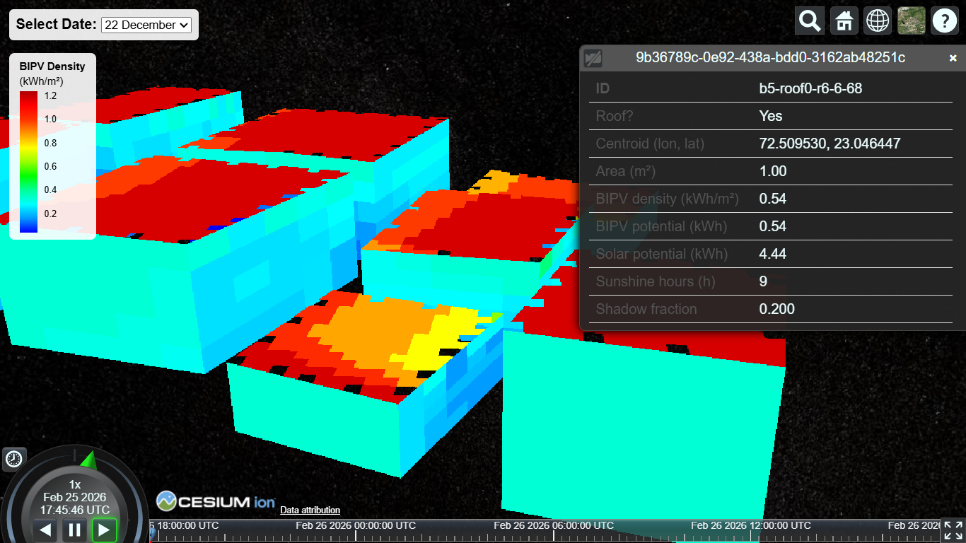 Select Date: 22 December
BIPV Density
(kWh/m²)
1.2
1.0
0.8
0.6
0.4
0.2
9b36789c-0e92-438a-bdd0-3162ab48251c ×
ID b5-roof0-r6-6-68
Roof? Yes
Centroid (lon, lat) 72.509530, 23.046447
Area (m²) 1.00
BIPV density (kWh/m²) 0.54
BIPV potential (kWh) 0.54
Solar potential (kWh) 4.44
Sunshine hours (h) 9
Shadow fraction 0.200
1x
Feb 25 2026
17:45:46 UTC
CESIUM ion Data attribution
18:00:00 UTC Feb 26 2026 00:00:00 UTC Feb 26 2026 06:00:00 UTC Feb 26 2026 12:00:00 UTC Feb 26 2026